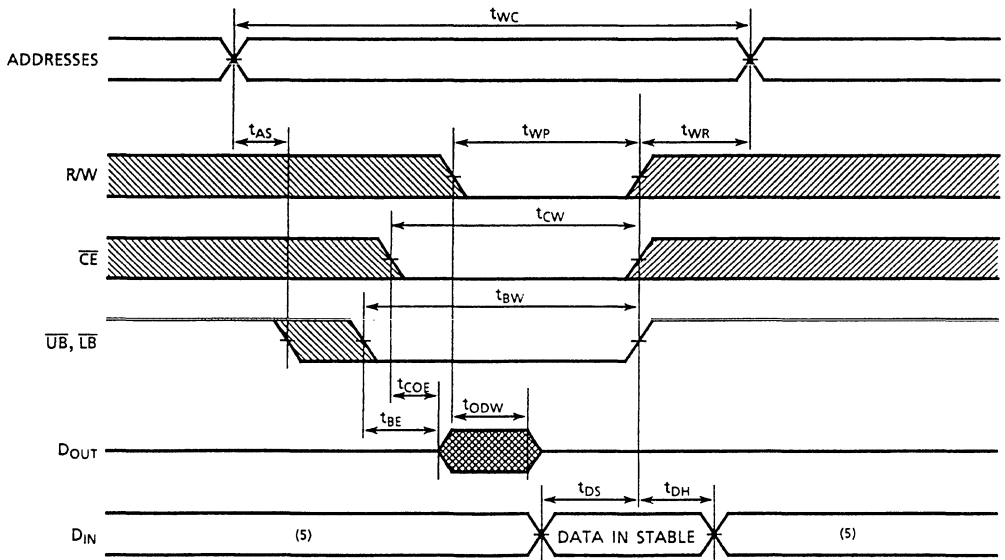 tWC
ADDRESSES
tAS
tWP
tWR
R/W
tCW
CE
tBW
UB, LB
tCOE
tODW
tBE
DOUT
tDS
tDH
DIN
(5)
DATA IN STABLE
(5)